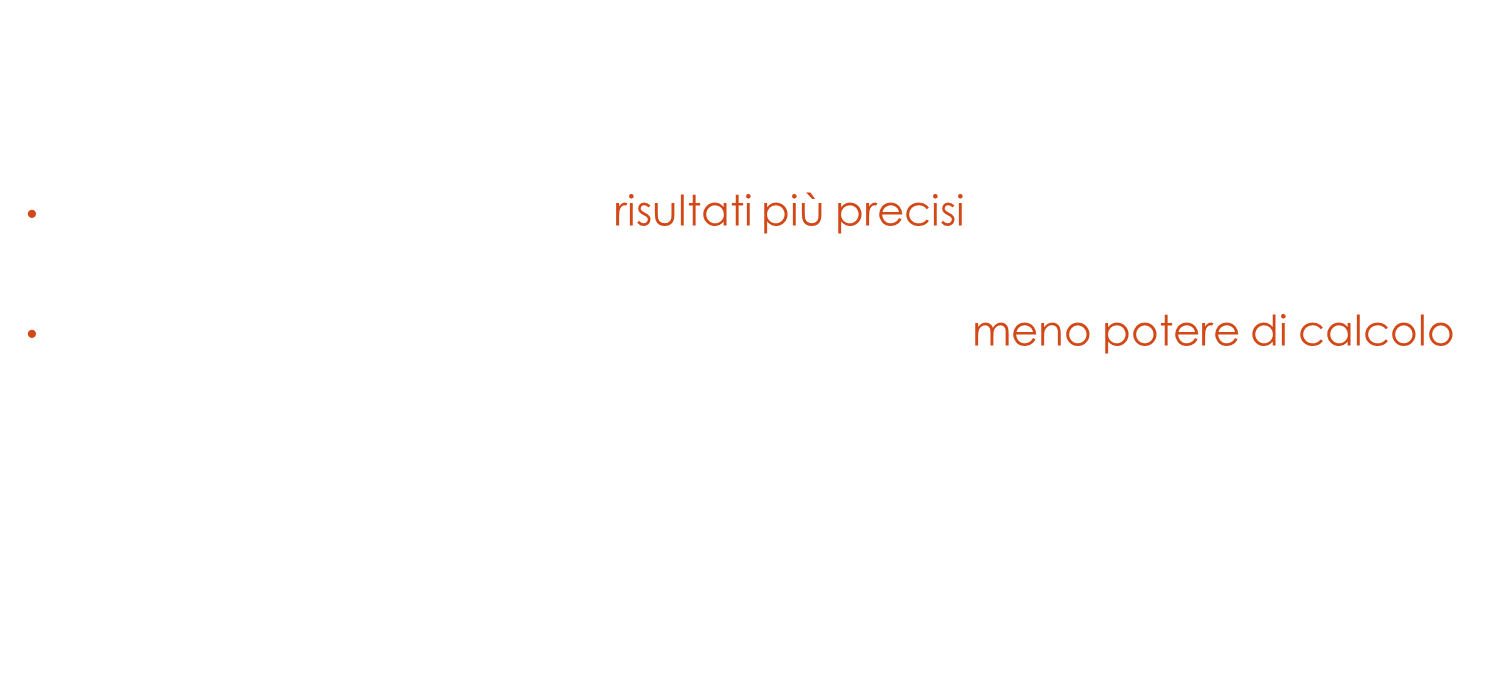 • risultati più precisi
• meno potere di calcolo